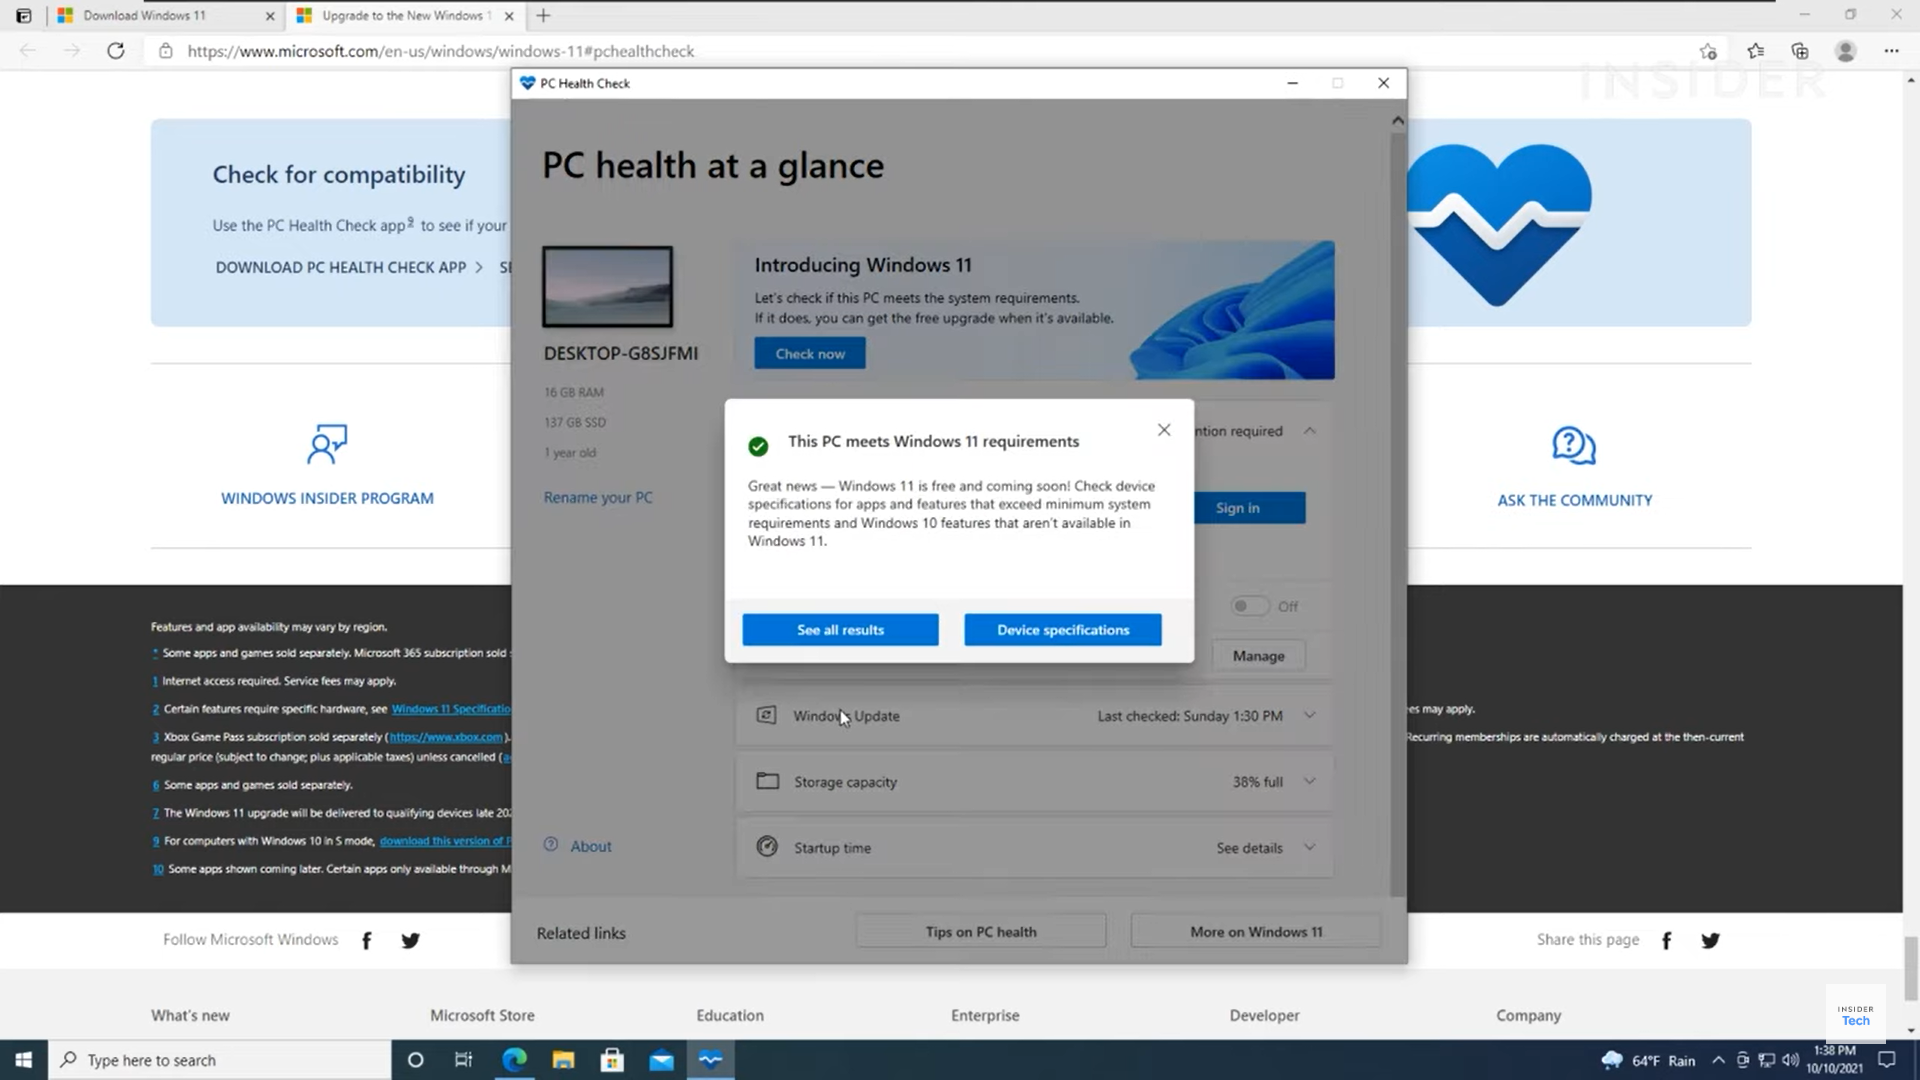 Download Windows 11
Upgrade to the New Windows 1
https://www.microsoft.com/en-us/windows/windows-11#pchealthcheck
INSIDER
PC Health Check
PC health at a glance
Check for compatibility
Use the PC Health Check app9 to see if your
DOWNLOAD PC HEALTH CHECK APP
Introducing Windows 11
Let's check if this PC meets the system requirements.
If it does, you can get the free upgrade when it's available.
Check now
DESKTOP-G8SJFMI
16 GB RAM
137 GB SSD
1 year old
Rename your PC
ntion required
This PC meets Windows 11 requirements
Great news — Windows 11 is free and coming soon! Check device
specifications for apps and features that exceed minimum system
requirements and Windows 10 features that aren't available in
Windows 11.
See all results
Device specifications
Sign in
Off
Manage
WINDOWS INSIDER PROGRAM
ASK THE COMMUNITY
Features and app availability may vary by region.
* Some apps and games sold separately. Microsoft 365 subscription sold
1 Internet access required. Service fees may apply.
2 Certain features require specific hardware, see Windows 11 Specificatio
es may apply.
3 Xbox Game Pass subscription sold separately (https://www.xbox.com).
Recurring memberships are automatically charged at the then-current
regular price (subject to change; plus applicable taxes) unless cancelled (
6 Some apps and games sold separately.
7 The Windows 11 upgrade will be delivered to qualifying devices late 202
9 For computers with Windows 10 in S mode, download this version of P
10 Some apps shown coming later. Certain apps only available through M
Windows Update
Last checked: Sunday 1:30 PM
Storage capacity
38% full
Startup time
See details
About
Related links
Tips on PC health
More on Windows 11
Follow Microsoft Windows
Share this page
What's new
Microsoft Store
Education
Enterprise
Developer
Company
INSIDER
Tech
Type here to search
64°F Rain
1:38 PM
10/10/2021